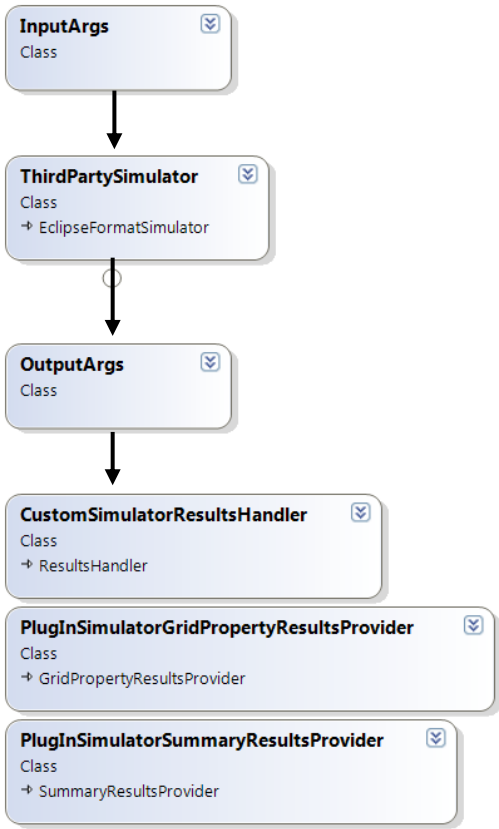 InputArgs
Class
ThirdPartySimulator
Class
EclipseFormatSimulator
OutputArgs
Class
CustomSimulatorResultsHandler
Class
ResultsHandler
PlugInSimulatorGridPropertyResultsProvider
Class
GridPropertyResultsProvider
PlugInSimulatorSummaryResultsProvider
Class
SummaryResultsProvider